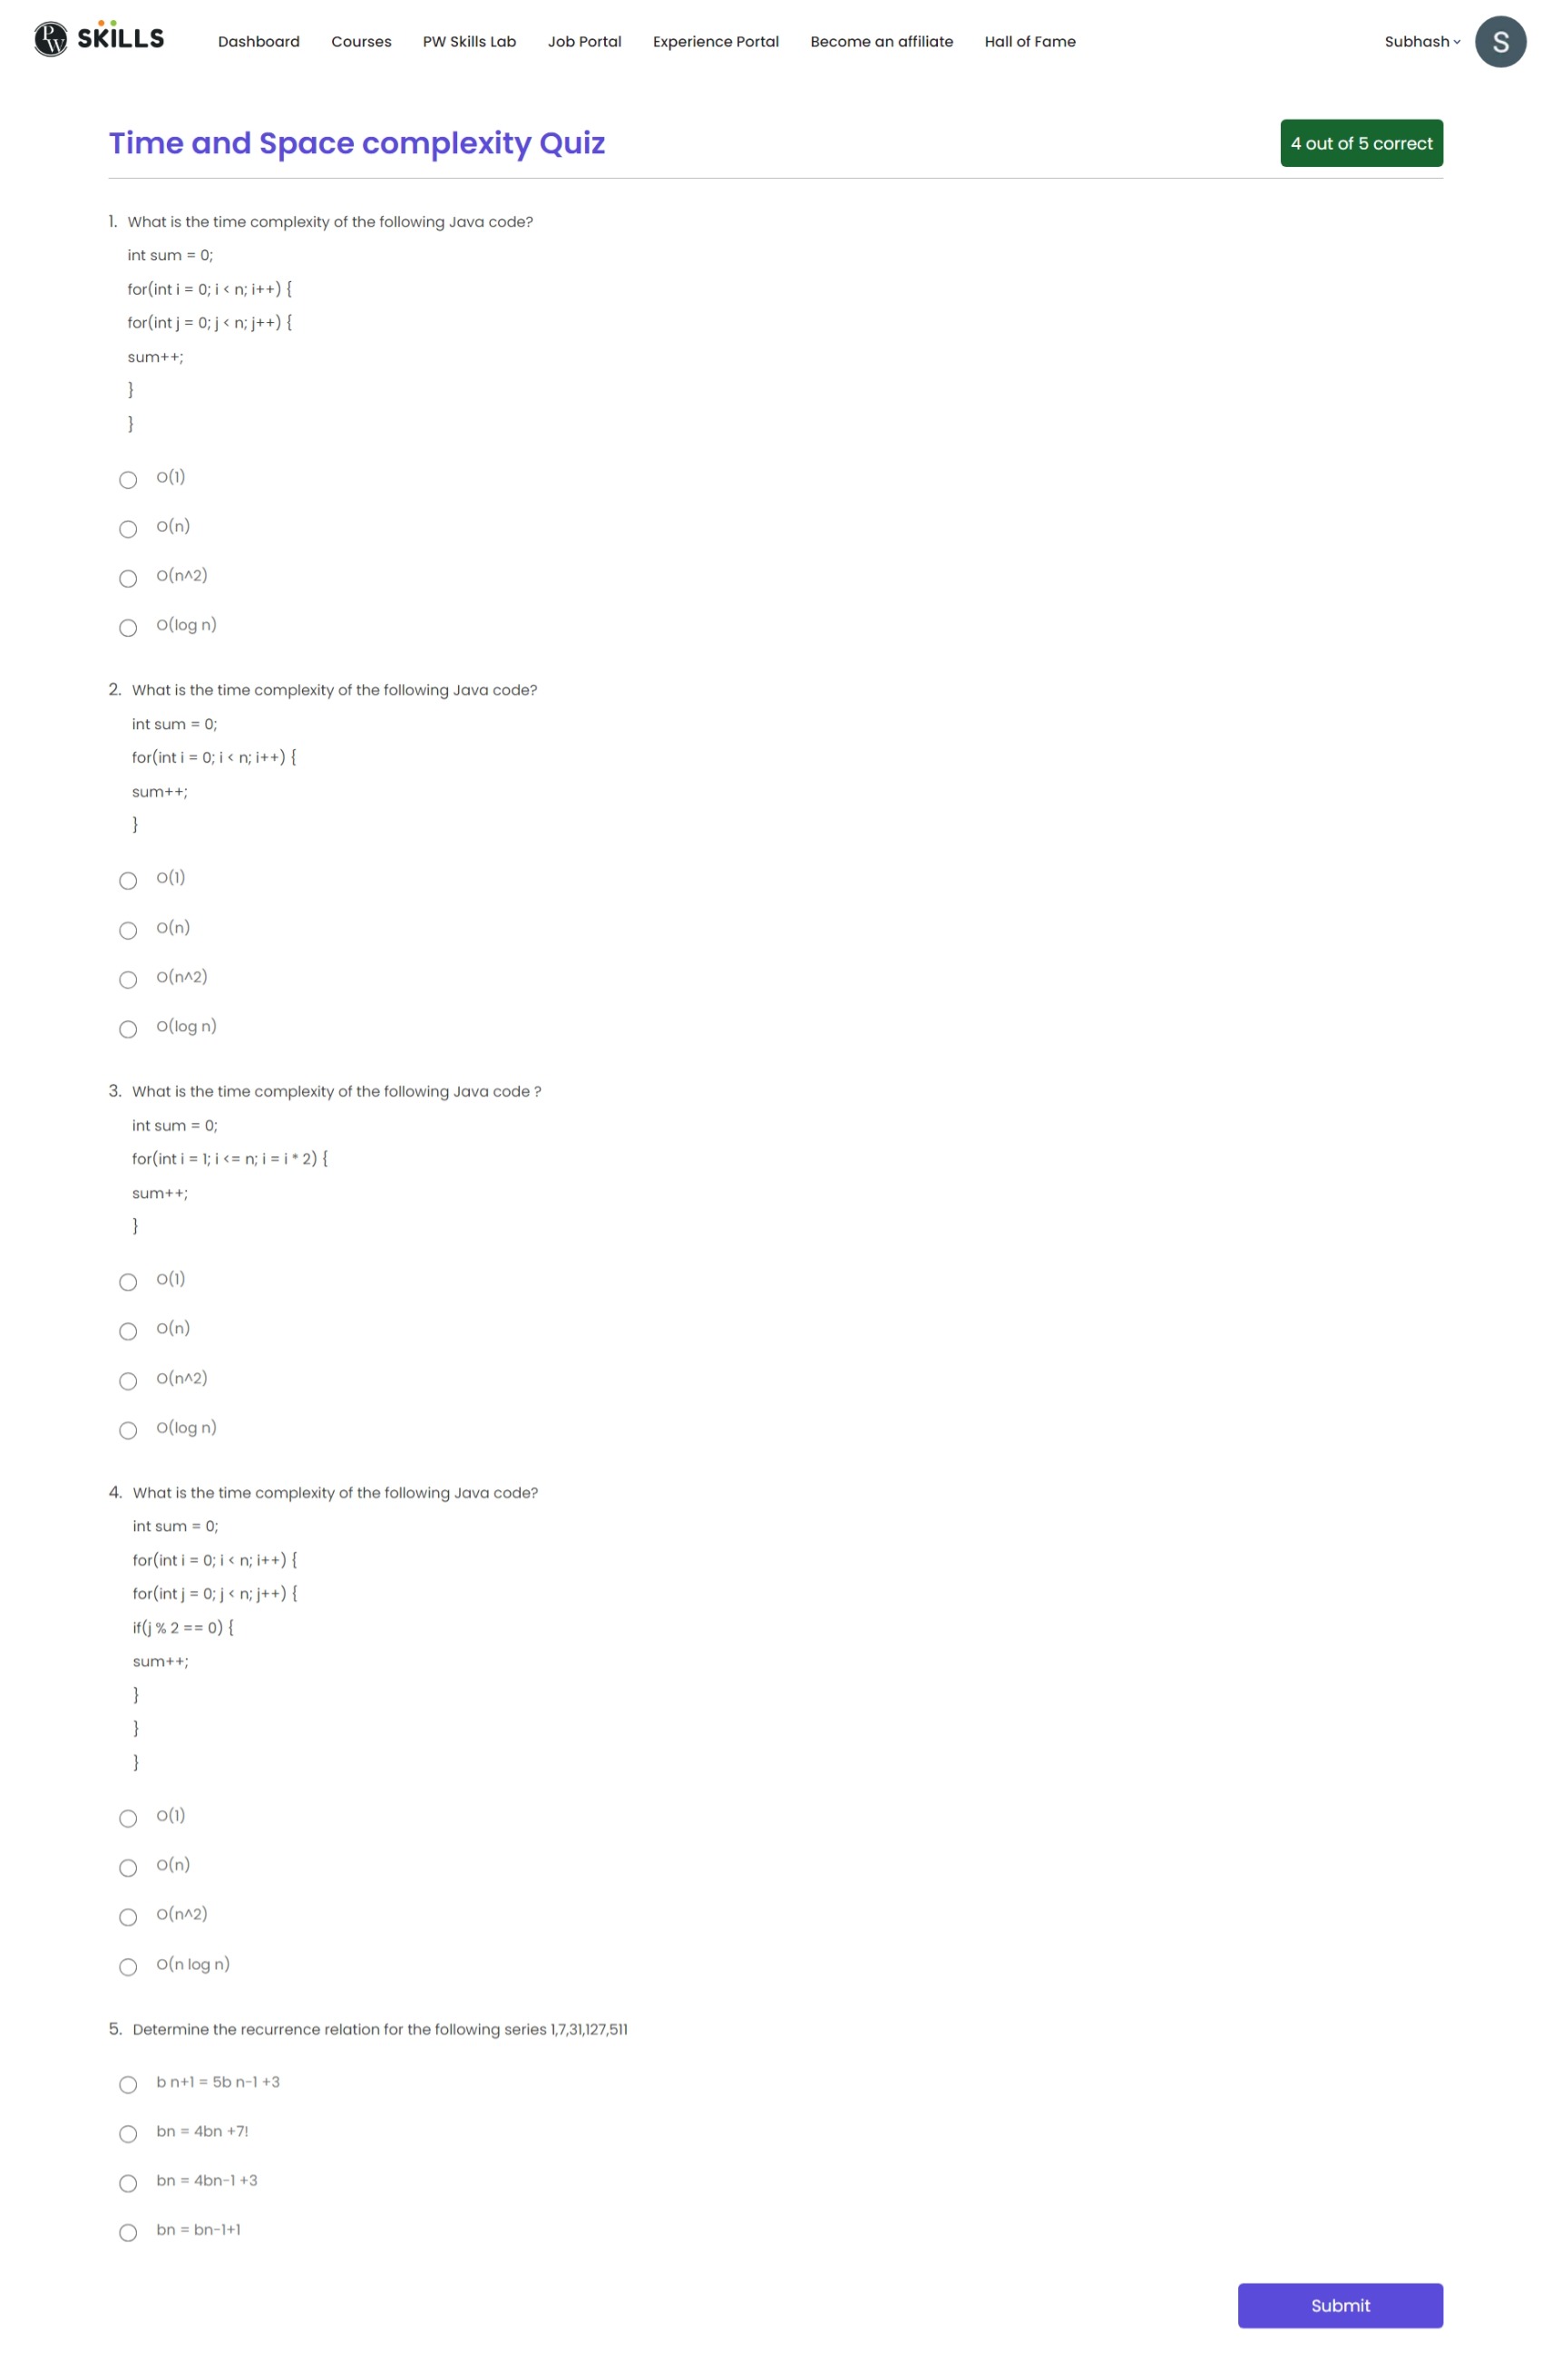 PW SKILLS Dashboard Courses PW Skills Lab Job Portal Experience Portal Become an affiliate Hall of Fame Subhash S
Time and Space complexity Quiz 4 out of 5 correct
1. What is the time complexity of the following Java code?
int sum = 0;
for(int i = 0; i < n; i++) {
for(int j = 0; j < n; j++) {
sum++;
}
}
O(1)
O(n)
O(n^2)
O(log n)
2. What is the time complexity of the following Java code?
int sum = 0;
for(int i = 0; i < n; i++) {
sum++;
}
O(1)
O(n)
O(n^2)
O(log n)
3. What is the time complexity of the following Java code ?
int sum = 0;
for(int i = 1; i <= n; i = i * 2) {
sum++;
}
O(1)
O(n)
O(n^2)
O(log n)
4. What is the time complexity of the following Java code?
int sum = 0;
for(int i = 0; i < n; i++) {
for(int j = 0; j < n; j++) {
if(j % 2 == 0) {
sum++;
}
}
}
O(1)
O(n)
O(n^2)
O(n log n)
5. Determine the recurrence relation for the following series 1,7,31,127,511
b n+1 = 5b n-1 +3
bn = 4bn +7!
bn = 4bn-1 +3
bn = bn-1+1
Submit